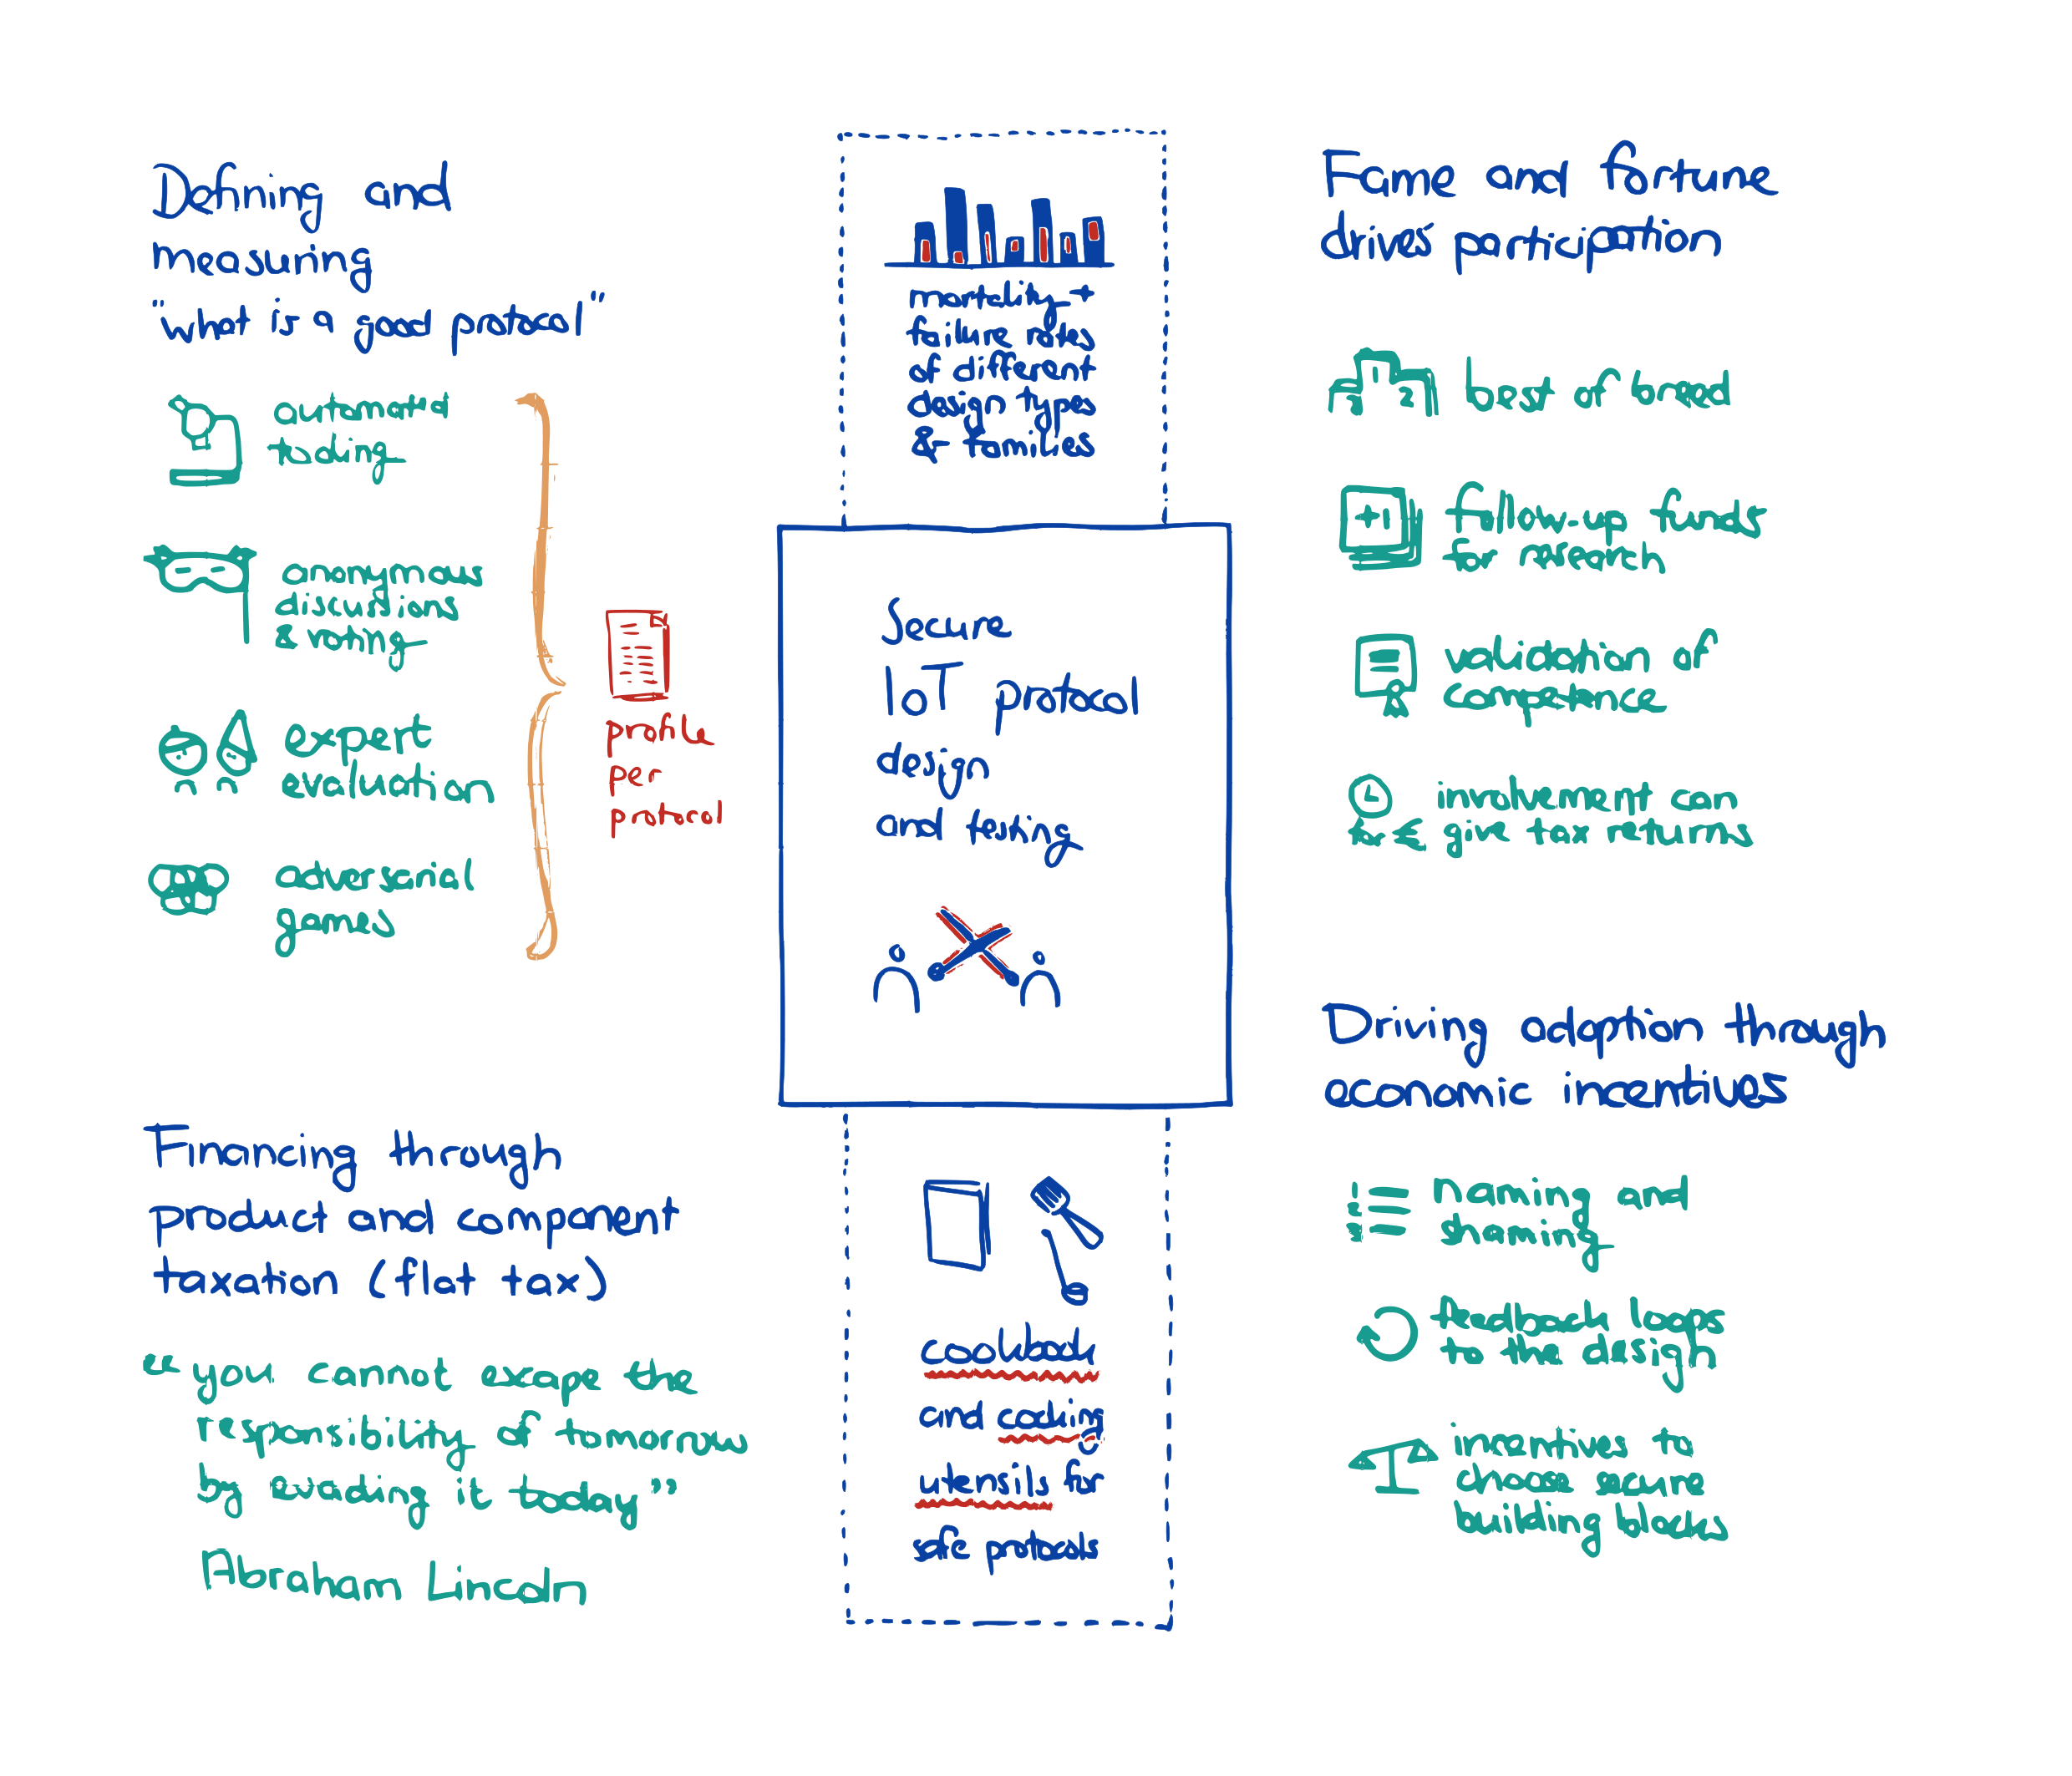 Defining and
measuring
"what is a good protocol"
automated
tooling
anonymous
discussions
& voting
expert
evaluation
adversarial
games
profile
per
protocol
Financing through
product and component
taxation (flat tax)
“you cannot escape the
responsibility of tomorrow
by evading it today”
Abraham Lincoln
mortality +
failure rates
of different
design types
& families
Secure
IoT protocol
design
and testing
cookbook
and cooking
utensils for
safe protocols
Fame and fortune
drives participation
1
2
best of breed
follow-up funds
for research
validation of
competence
involvement can
give tax returns
Driving adoption through
economic incentives
Naming and
shaming
feedback loops
to the design
incentives to
choose secure
building blocks